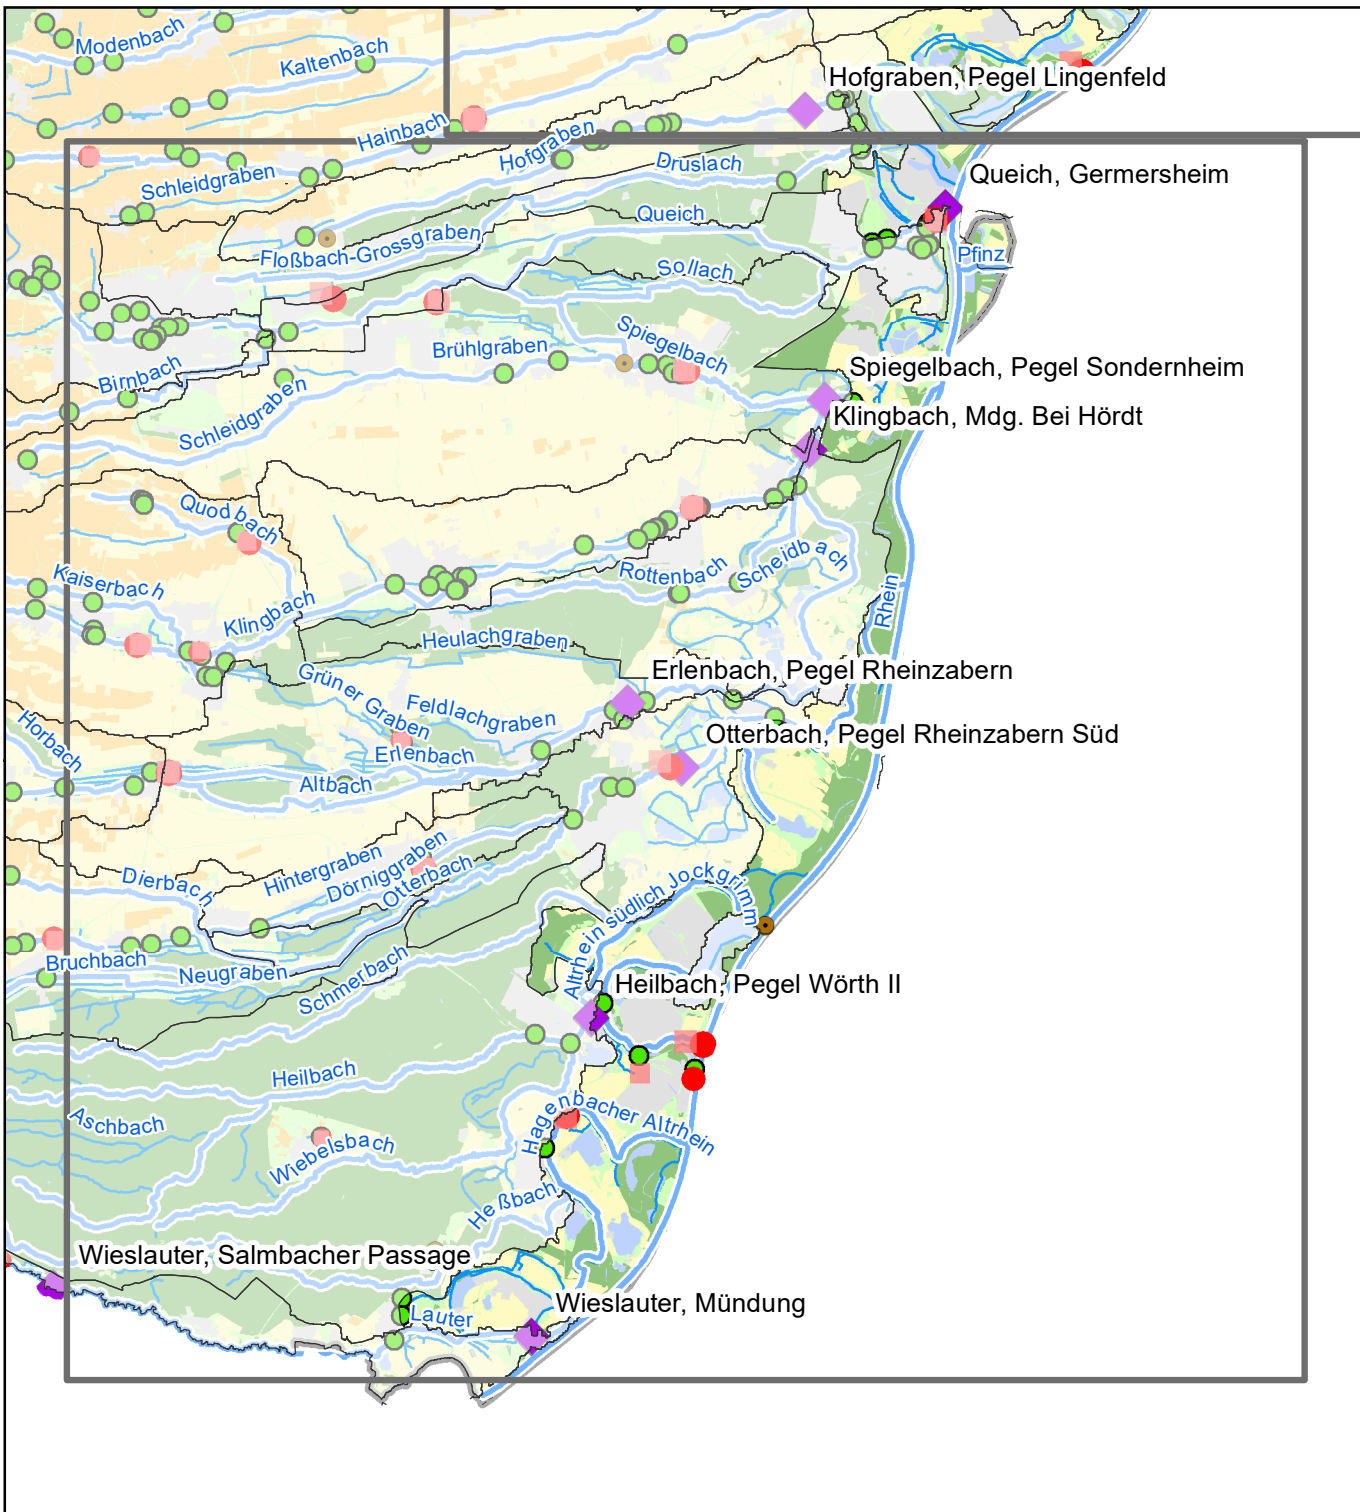 Modenbach
Kaltenbach
Hofgraben, Pegel Lingenfeld
Hainbach
Hofgraben
Druslach
Schleidgraben
Queich, Germersheim
Queich
Floßbach-Grossgraben
Pfinz
Sollach
Spiegelbach
Brühlgraben
Birnbach
Spiegelbach, Pegel Sondernheim
Schleidgraben
Klingbach, Mdg. Bei Hördt
Quodbach
Kaiserbach
Rottenbach
Scheidbach
Rhein
Klingbach
Heulachgraben
Erlenbach, Pegel Rheinzabern
Grüner Graben
Feldlachgraben
Otterbach, Pegel Rheinzabern Süd
Horbach
Erlenbach
Altbach
Hintergraben
Dörniggraben
Otterbach
Dierbach
Altrhein südlich Jockgrimm
Bruchbach
Neugraben
Schmerbach
Heilbach, Pegel Wörth II
Heilbach
Aschbach
Hagenbacher Altrhein
Wiebelsbach
Heßbach
Wieslauter, Salmbacher Passage
Lauter
Wieslauter, Mündung